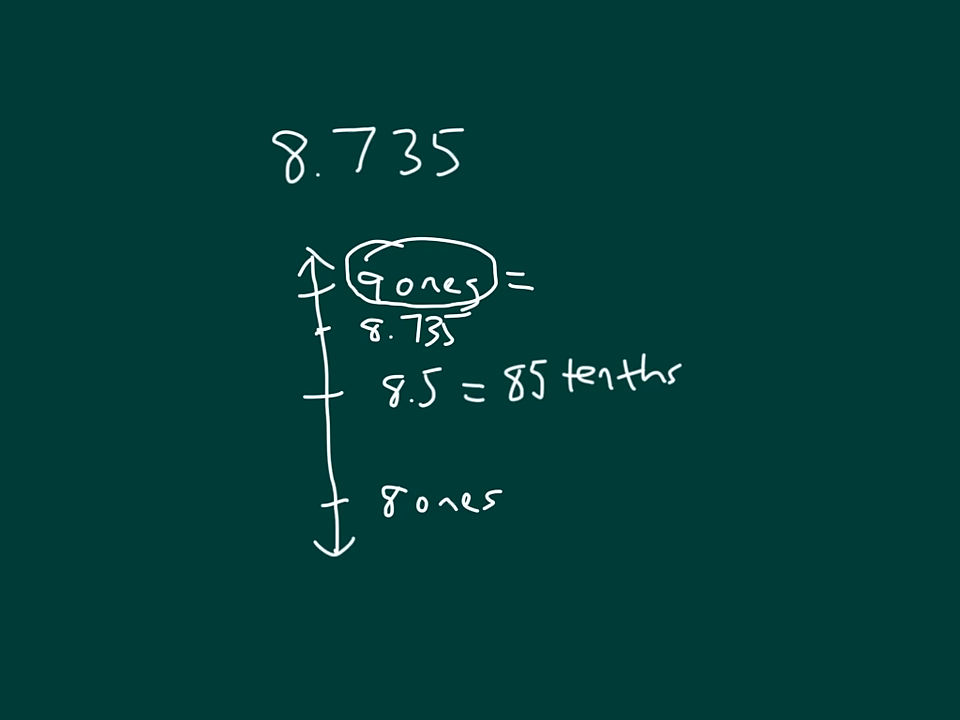 8.735
9 ones =
8.735
8.5 = 85 tenths
8 ones